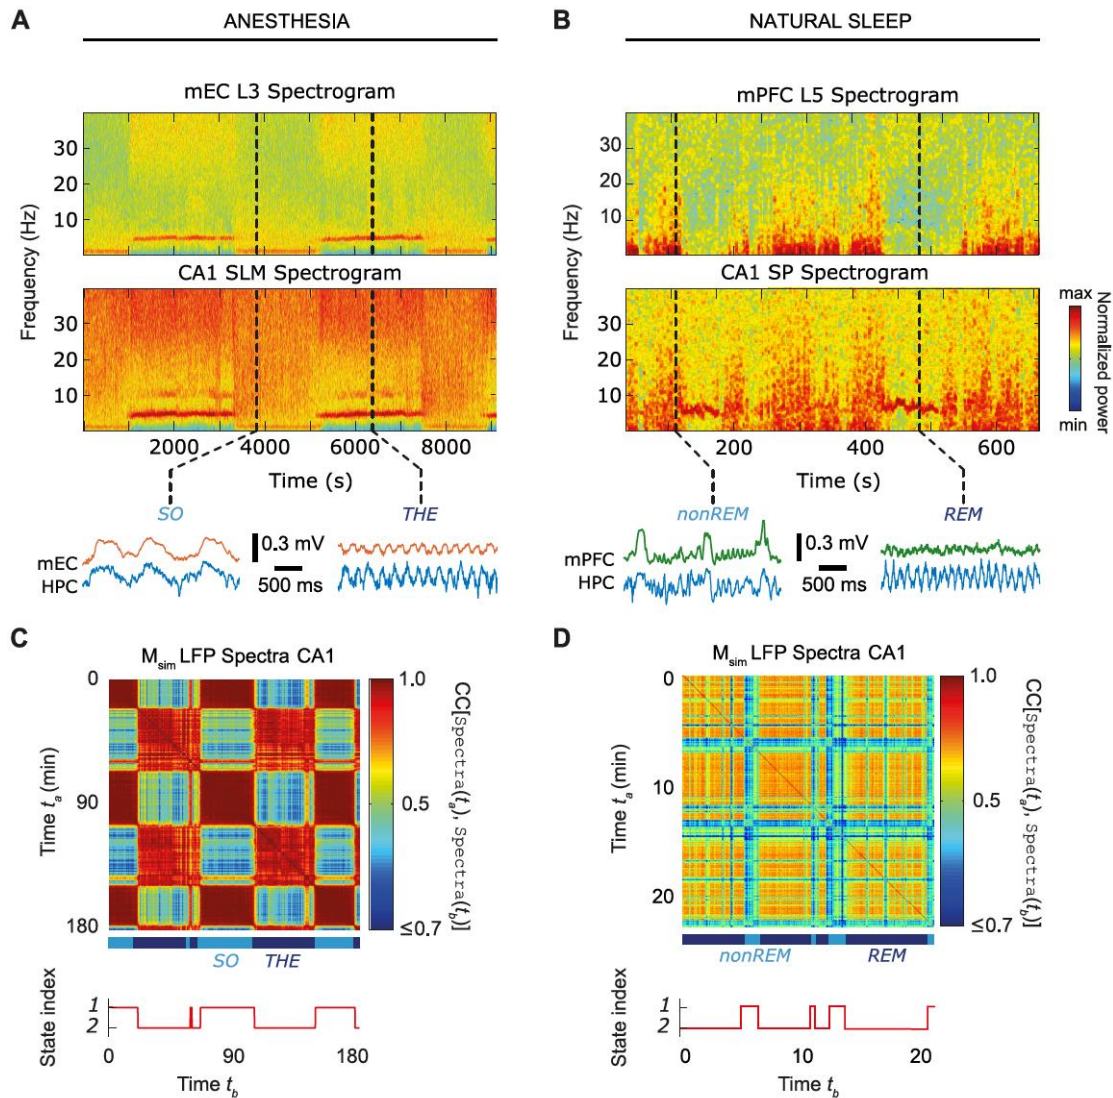 A
ANESTHESIA
mEC L3 Spectrogram
30
20
10
CA1 SLM Spectrogram
30
20
10
Frequency (Hz)
2000 4000 6000 8000
Time (s)
SO
THE
mEC
HPC
0.3 mV
500 ms
B
NATURAL SLEEP
mPFC L5 Spectrogram
30
20
10
CA1 SP Spectrogram
30
20
10
Frequency (Hz)
200 400 600
Time (s)
max
min
Normalized power
nonREM
REM
mPFC
HPC
0.3 mV
500 ms
C
Msim LFP Spectra CA1
0
90
180
Time ta (min)
1.0
0.5
≤0.7
CC[Spectra(ta), Spectra(tb)]
SO THE
State index
1
2
0 90 180
Time tb
D
Msim LFP Spectra CA1
0
10
20
Time ta (min)
1.0
0.5
≤0.7
CC[Spectra(ta), Spectra(tb)]
nonREM REM
State index
1
2
0 10 20
Time tb